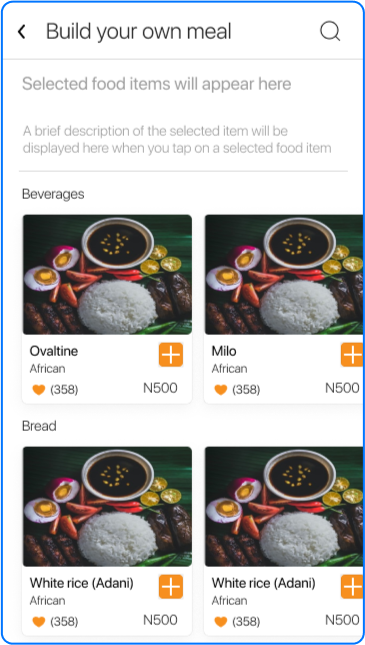 Build your own meal
Selected food items will appear here
A brief description of the selected item will be
displayed here when you tap on a selected food item
Beverages
Ovaltine
African
(358)
N500
Milo
African
(358)
N500
Bread
White rice (Adani)
African
(358)
N500
White rice (Adani)
African
(358)
N500